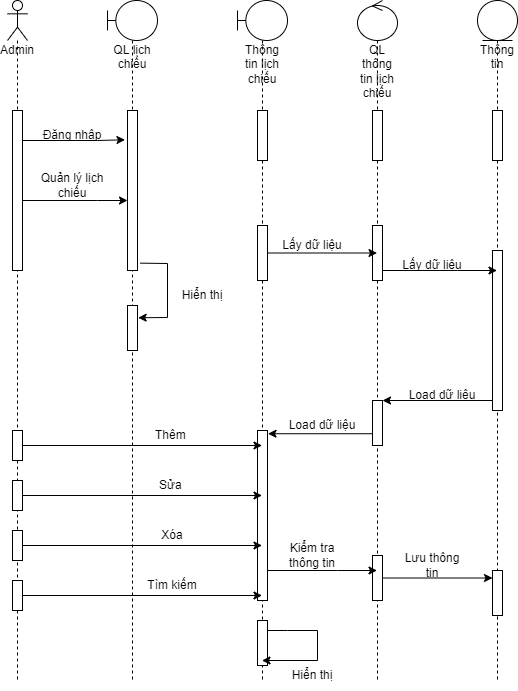 Admin
QL lịch
chiếu
Thông
tin lịch
chiếu
QL
thông
tin lịch
chiếu
Thông
tin
Đăng nhập
Quản lý lịch
chiếu
Hiển thị
Lấy dữ liệu
Lấy dữ liệu
Load dữ liệu
Load dữ liệu
Thêm
Sửa
Xóa
Kiểm tra
thông tin
Lưu thông
tin
Tìm kiếm
Hiển thị